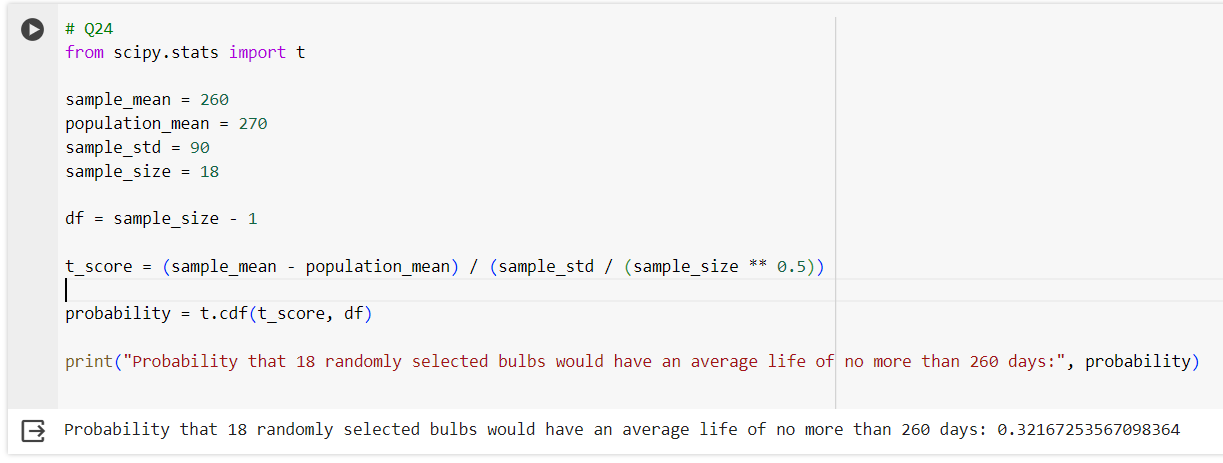 # Q24
from scipy.stats import t
sample_mean = 260
population_mean = 270
sample_std = 90
sample_size = 18
df = sample_size - 1
t_score = (sample_mean - population_mean) / (sample_std / (sample_size ** 0.5))
probability = t.cdf(t_score, df)
print("Probability that 18 randomly selected bulbs would have an average life of no more than 260 days:", probability)
Probability that 18 randomly selected bulbs would have an average life of no more than 260 days: 0.32167253567098364